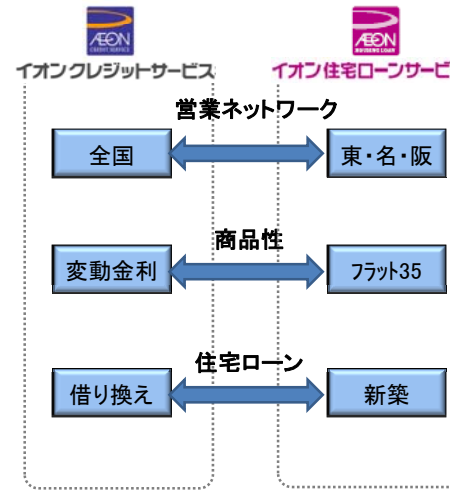 AEON
CREDIT SERVICE
AEON
HOUSING LOAN
イオンクレジットサービス
イオン住宅ローンサービ
営業ネットワーク
全国
東・名・阪
商品性
変動金利
フラット35
住宅ローン
借り換え
新築